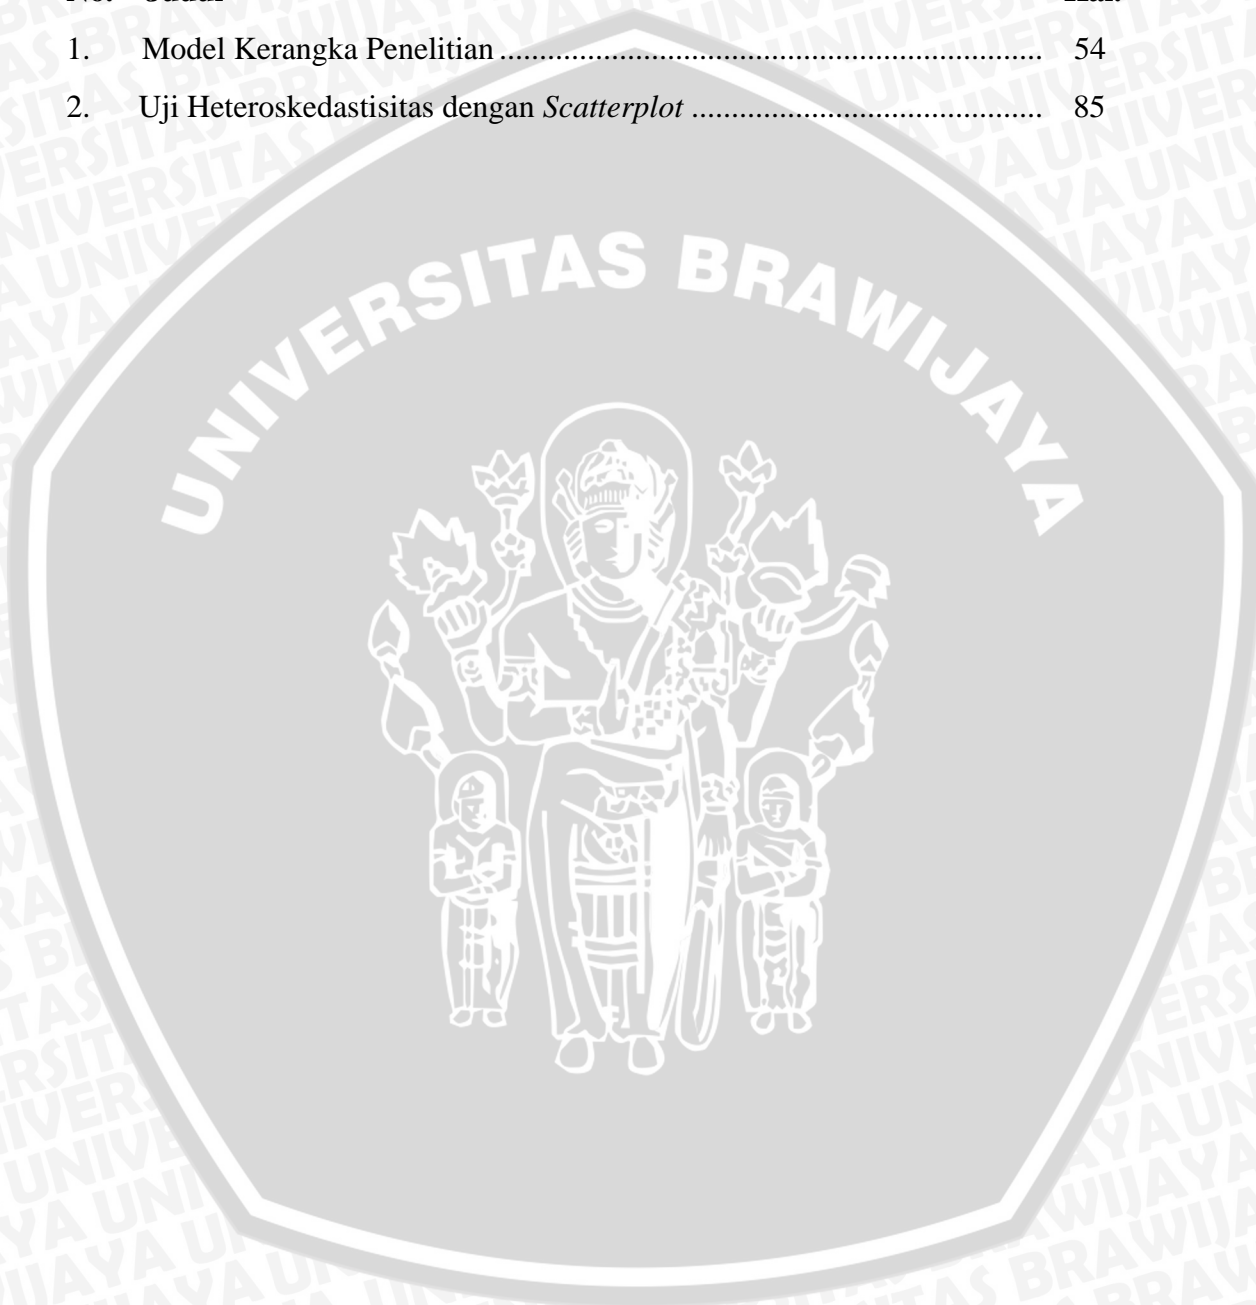 No. Judul Hal.
1. Model Kerangka Penelitian ................................................................... 54
2. Uji Heteroskedastisitas dengan Scatterplot ........................................... 85
UNIVERSITAS BRAWIJAYA